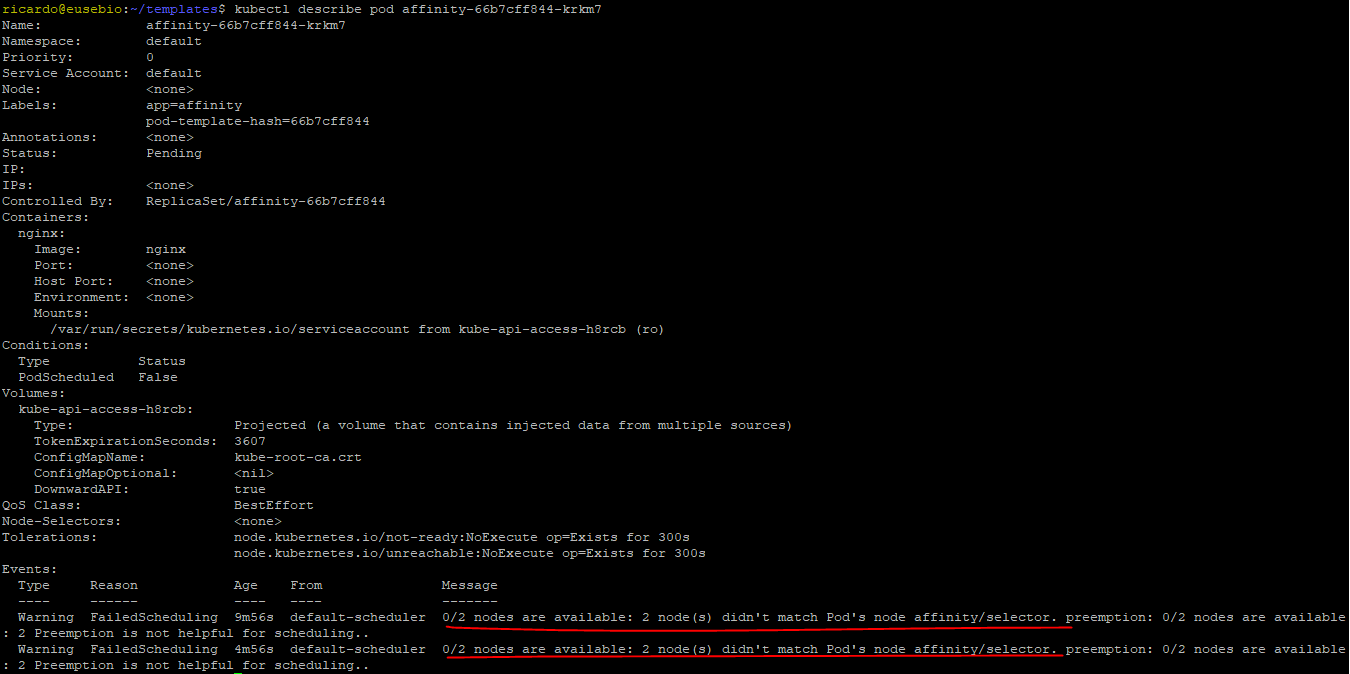 ricardo@eusebio:~/templates$ kubectl describe pod affinity-66b7cff844-krkm7
Name:             affinity-66b7cff844-krkm7
Namespace:        default
Priority:         0
Service Account:  default
Node:             <none>
Labels:           app=affinity
                  pod-template-hash=66b7cff844
Annotations:      <none>
Status:           Pending
IP:
IPs:              <none>
Controlled By:    ReplicaSet/affinity-66b7cff844
Containers:
  nginx:
    Image:        nginx
    Port:         <none>
    Host Port:    <none>
    Environment:  <none>
    Mounts:
      /var/run/secrets/kubernetes.io/serviceaccount from kube-api-access-h8rcb (ro)
Conditions:
  Type           Status
  PodScheduled   False
Volumes:
  kube-api-access-h8rcb:
    Type:                    Projected (a volume that contains injected data from multiple sources)
    TokenExpirationSeconds:  3607
    ConfigMapName:           kube-root-ca.crt
    ConfigMapOptional:       <nil>
    DownwardAPI:             true
QoS Class:                   BestEffort
Node-Selectors:              <none>
Tolerations:                 node.kubernetes.io/not-ready:NoExecute op=Exists for 300s
                             node.kubernetes.io/unreachable:NoExecute op=Exists for 300s
Events:
  Type     Reason            Age    From               Message
  ----     ------            ----   ----               -------
  Warning  FailedScheduling  9m56s  default-scheduler  0/2 nodes are available: 2 node(s) didn't match Pod's node affinity/selector. preemption: 0/2 nodes are available
: 2 Preemption is not helpful for scheduling..
  Warning  FailedScheduling  4m56s  default-scheduler  0/2 nodes are available: 2 node(s) didn't match Pod's node affinity/selector. preemption: 0/2 nodes are available
: 2 Preemption is not helpful for scheduling..